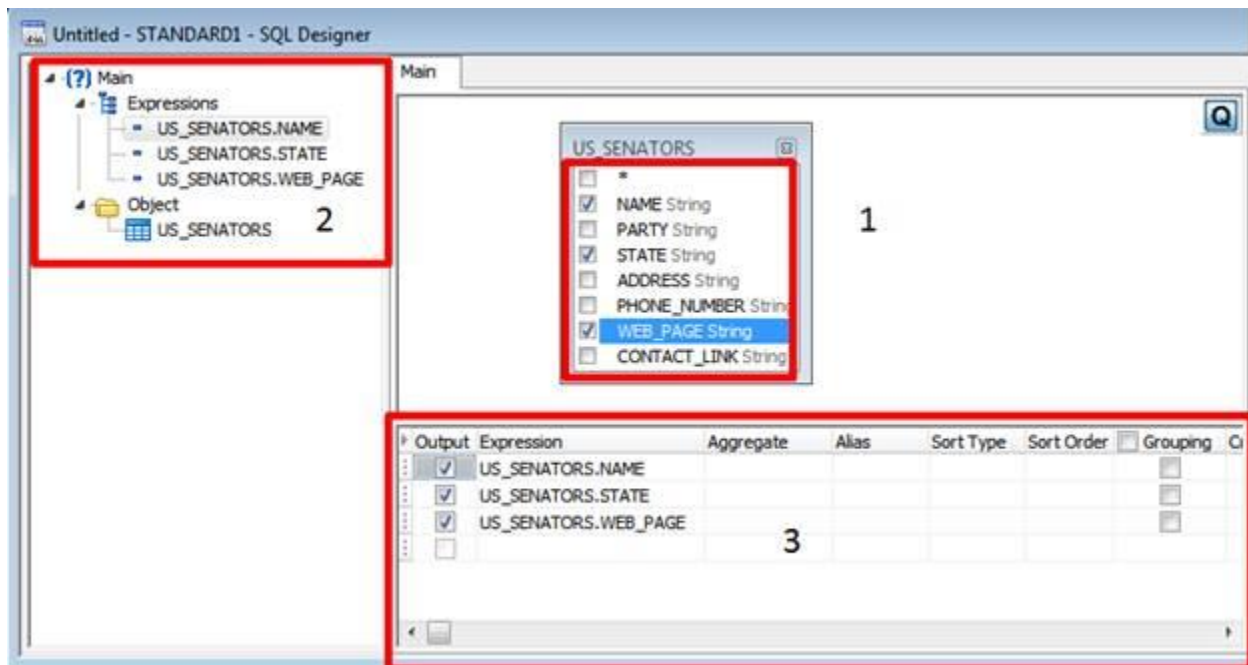 Untitled - STANDARD1 - SQL Designer
(?) Main
Expressions
US_SENATORS.NAME
US_SENATORS.STATE
US_SENATORS.WEB_PAGE
Object
US_SENATORS
2
Main
Q
US_SENATORS
*
NAME String
PARTY String
STATE String
ADDRESS String
PHONE_NUMBER Strin
WEB_PAGE String
CONTACT_LINK String
1
Output Expression Aggregate Alias Sort Type Sort Order Grouping
US_SENATORS.NAME
US_SENATORS.STATE
US_SENATORS.WEB_PAGE
3